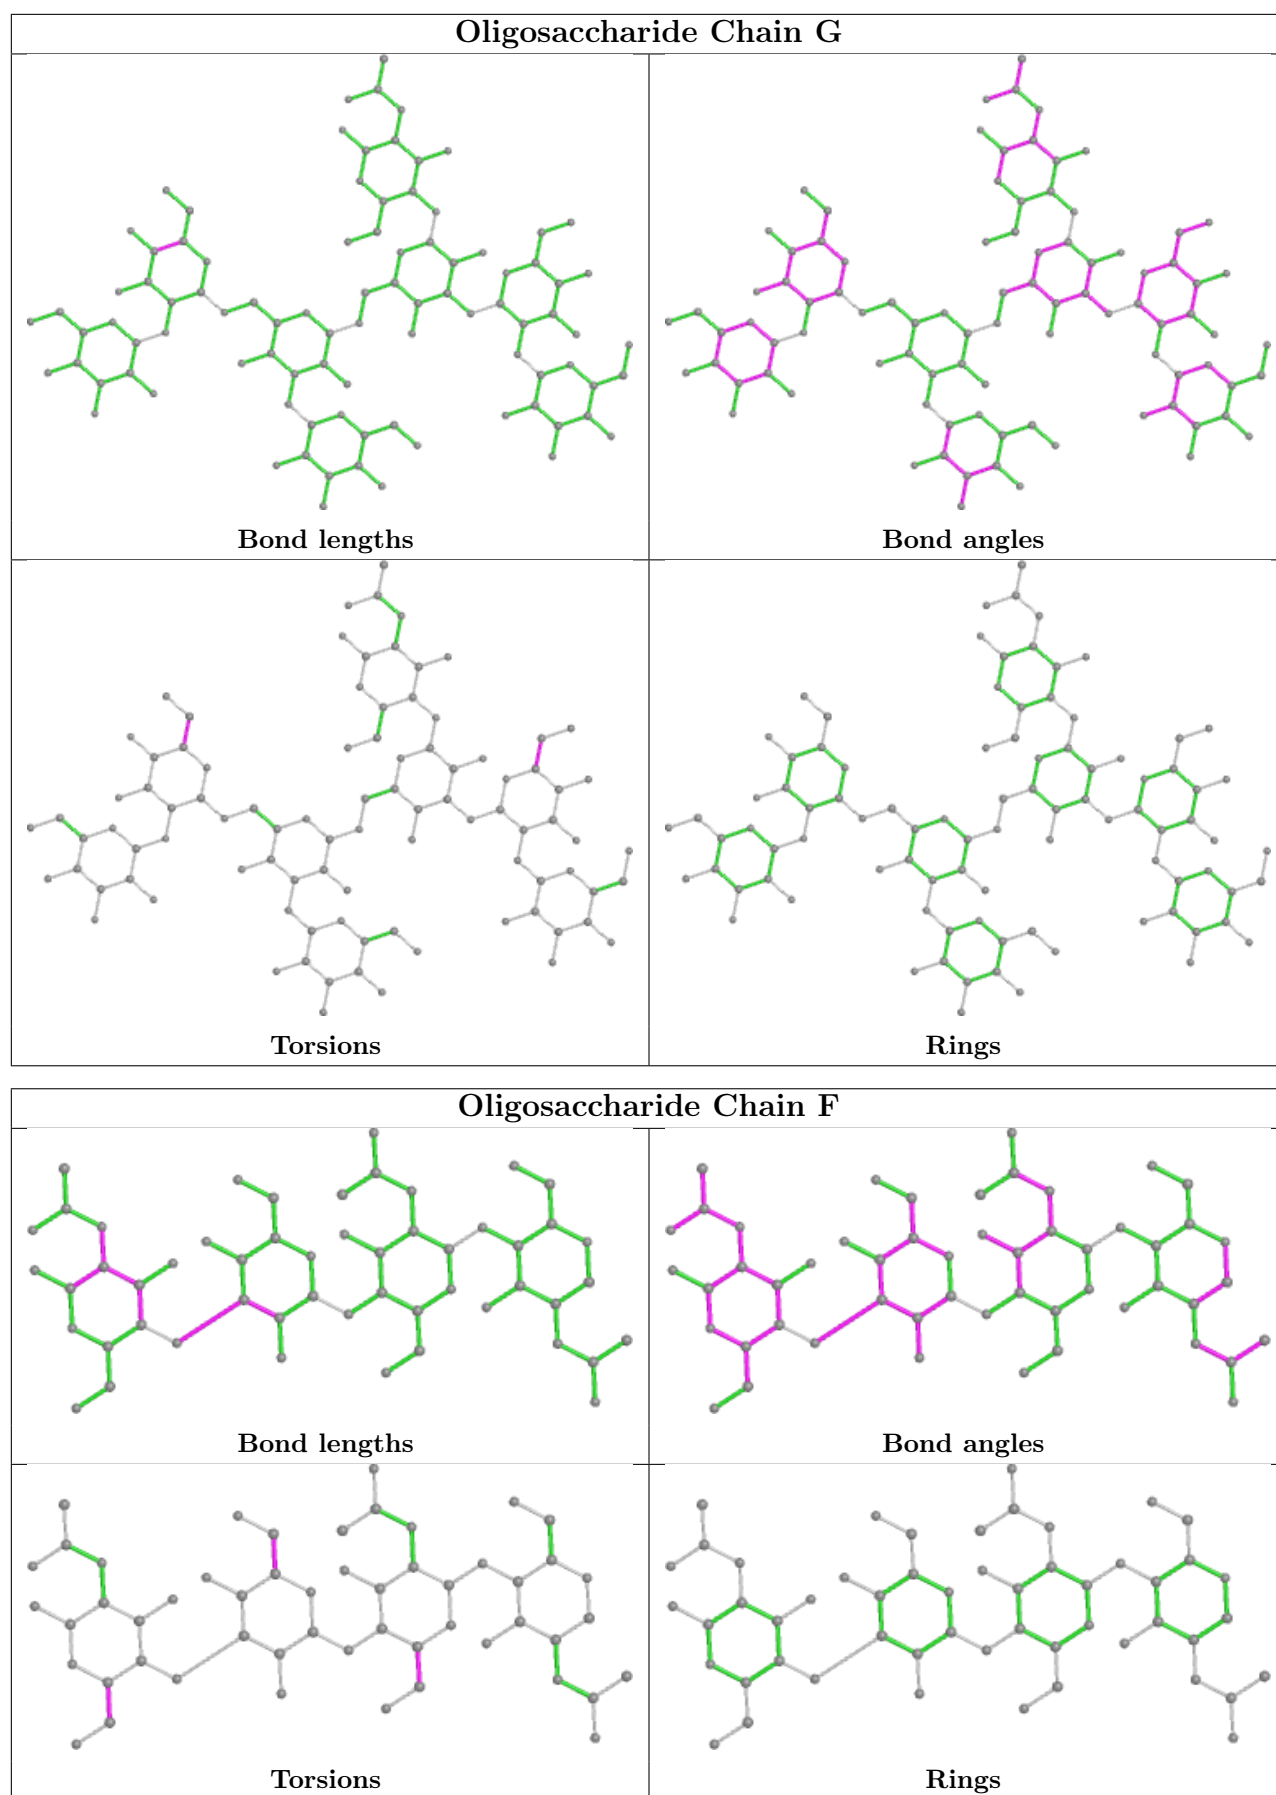 Oligosaccharide Chain G
Bond lengths
Bond angles
Torsions
Rings
Oligosaccharide Chain F
Bond lengths
Bond angles
Torsions
Rings